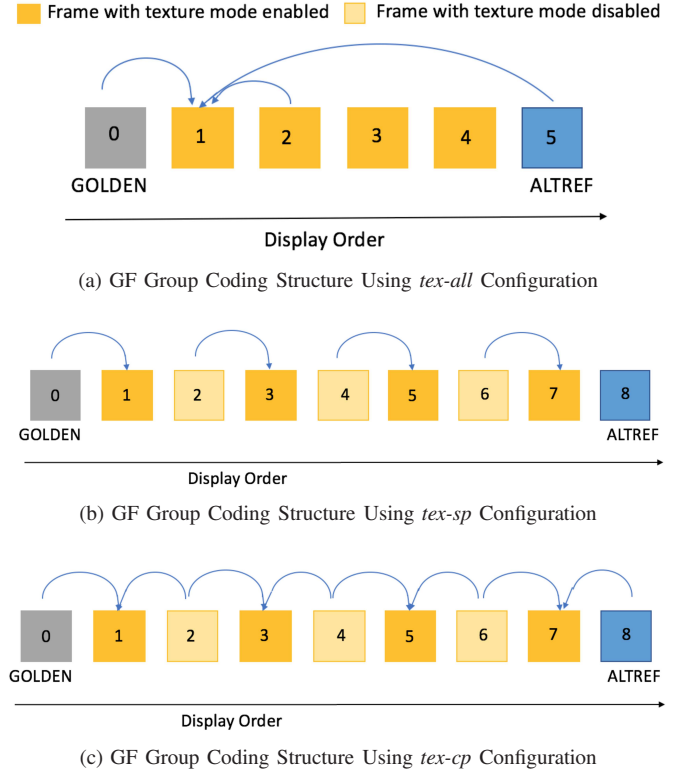 Frame with texture mode enabled Frame with texture mode disabled
0 1 2 3 4 5
GOLDEN ALTREF
Display Order
(a) GF Group Coding Structure Using tex-all Configuration
0 1 2 3 4 5 6 7 8
GOLDEN ALTREF
Display Order
(b) GF Group Coding Structure Using tex-sp Configuration
0 1 2 3 4 5 6 7 8
GOLDEN ALTREF
Display Order
(c) GF Group Coding Structure Using tex-cp Configuration